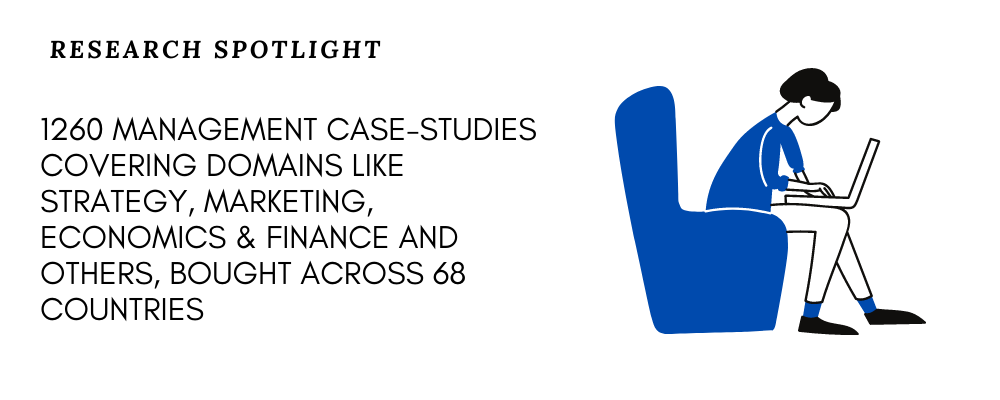 RESEARCH SPOTLIGHT
1260 MANAGEMENT CASE-STUDIES
COVERING DOMAINS LIKE
STRATEGY, MARKETING,
ECONOMICS & FINANCE AND
OTHERS, BOUGHT ACROSS 68
COUNTRIES